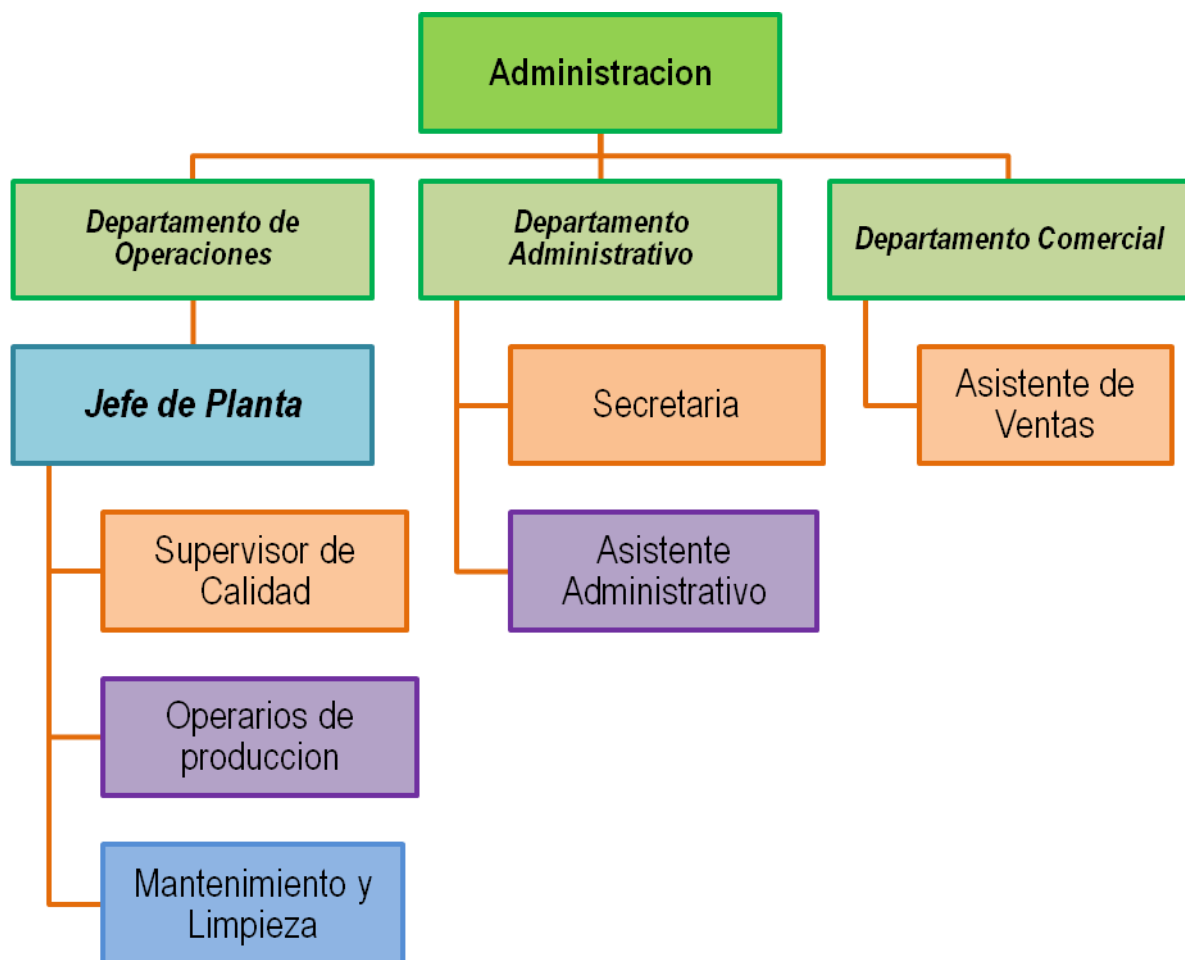 Administracion
Departamento de
Operaciones
Departamento
Administrativo
Departamento Comercial
Jefe de Planta
Secretaria
Asistente de
Ventas
Supervisor de
Calidad
Asistente
Administrativo
Operarios de
produccion
Mantenimiento y
Limpieza